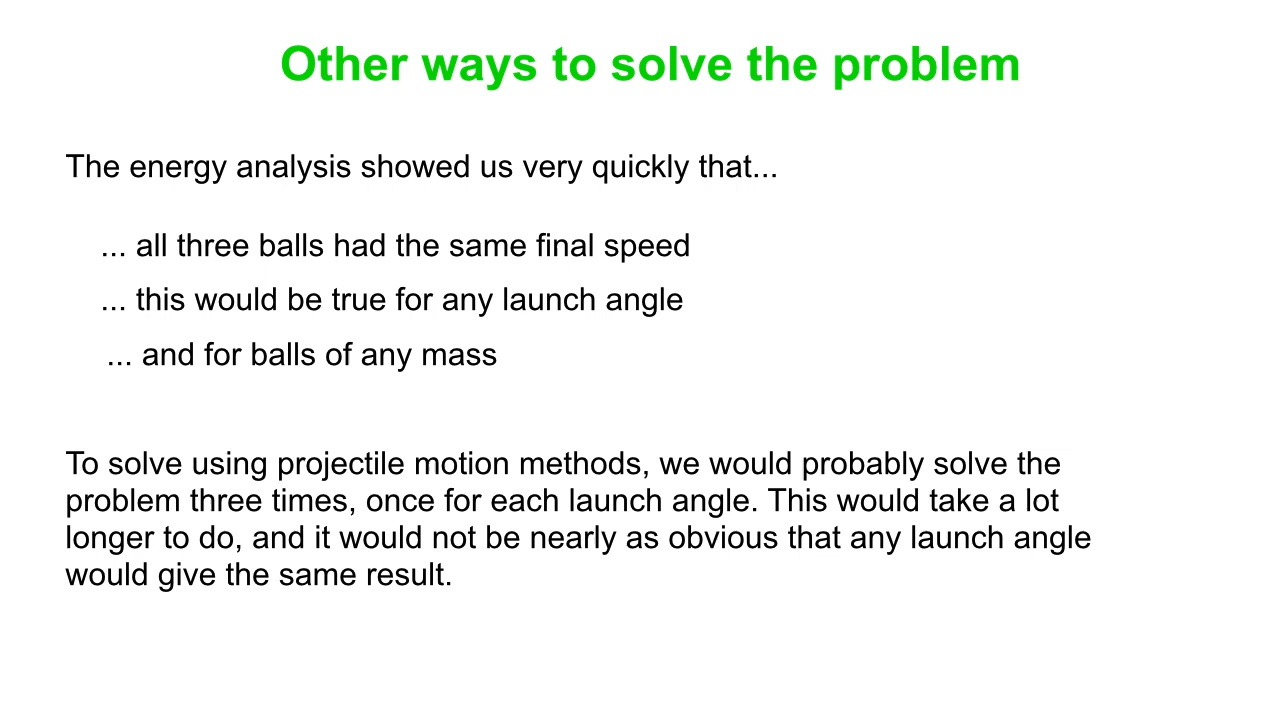 Other ways to solve the problem
The energy analysis showed us very quickly that...
... all three balls had the same final speed
... this would be true for any launch angle
... and for balls of any mass
To solve using projectile motion methods, we would probably solve the
problem three times, once for each launch angle. This would take a lot
longer to do, and it would not be nearly as obvious that any launch angle
would give the same result.